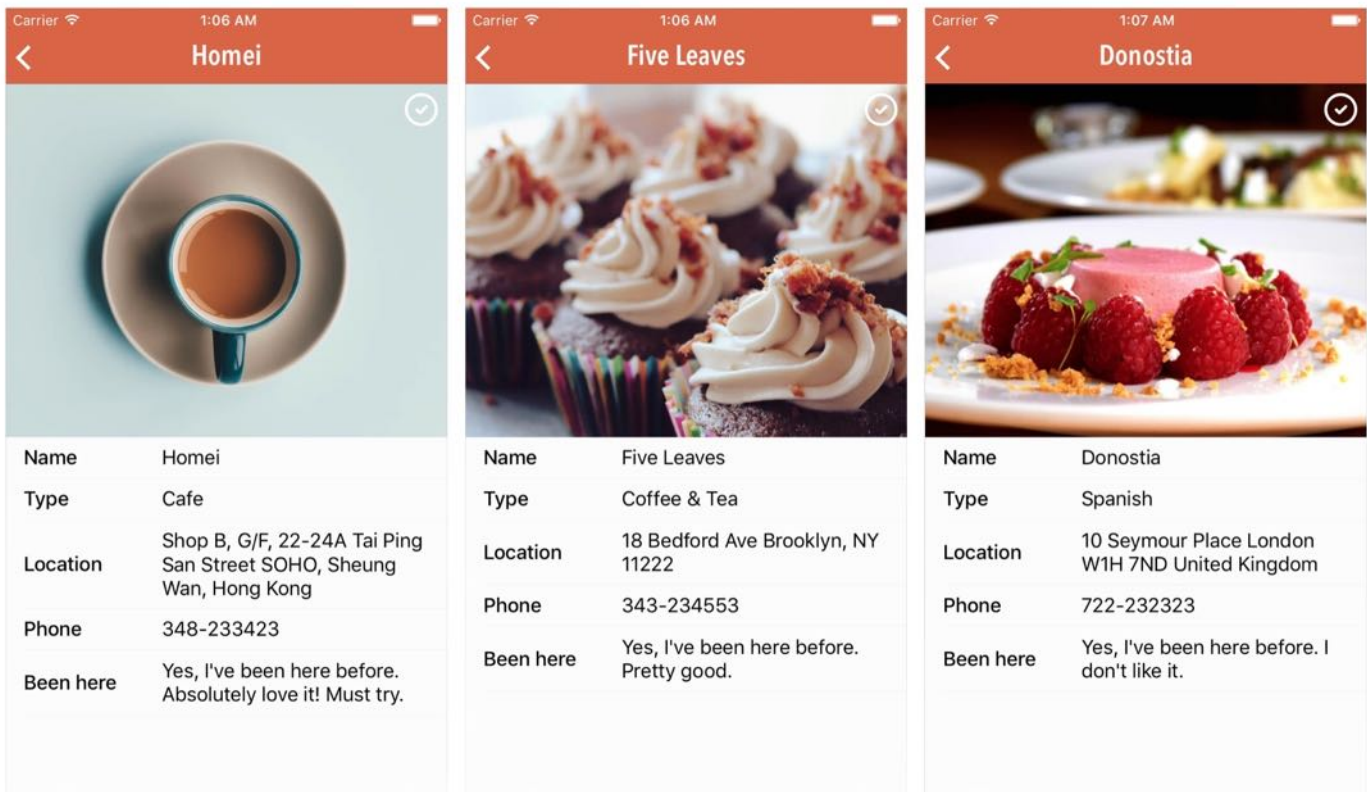 Carrier 1:06 AM
Homei
Name Homei
Type Cafe
Location Shop B, G/F, 22-24A Tai Ping
San Street SOHO, Sheung
Wan, Hong Kong
Phone 348-233423
Been here Yes, I've been here before.
Absolutely love it! Must try.
Carrier 1:06 AM
Five Leaves
Name Five Leaves
Type Coffee & Tea
Location 18 Bedford Ave Brooklyn, NY
11222
Phone 343-234553
Been here Yes, I've been here before.
Pretty good.
Carrier 1:07 AM
Donostia
Name Donostia
Type Spanish
Location 10 Seymour Place London
W1H 7ND United Kingdom
Phone 722-232323
Been here Yes, I've been here before. I
don't like it.